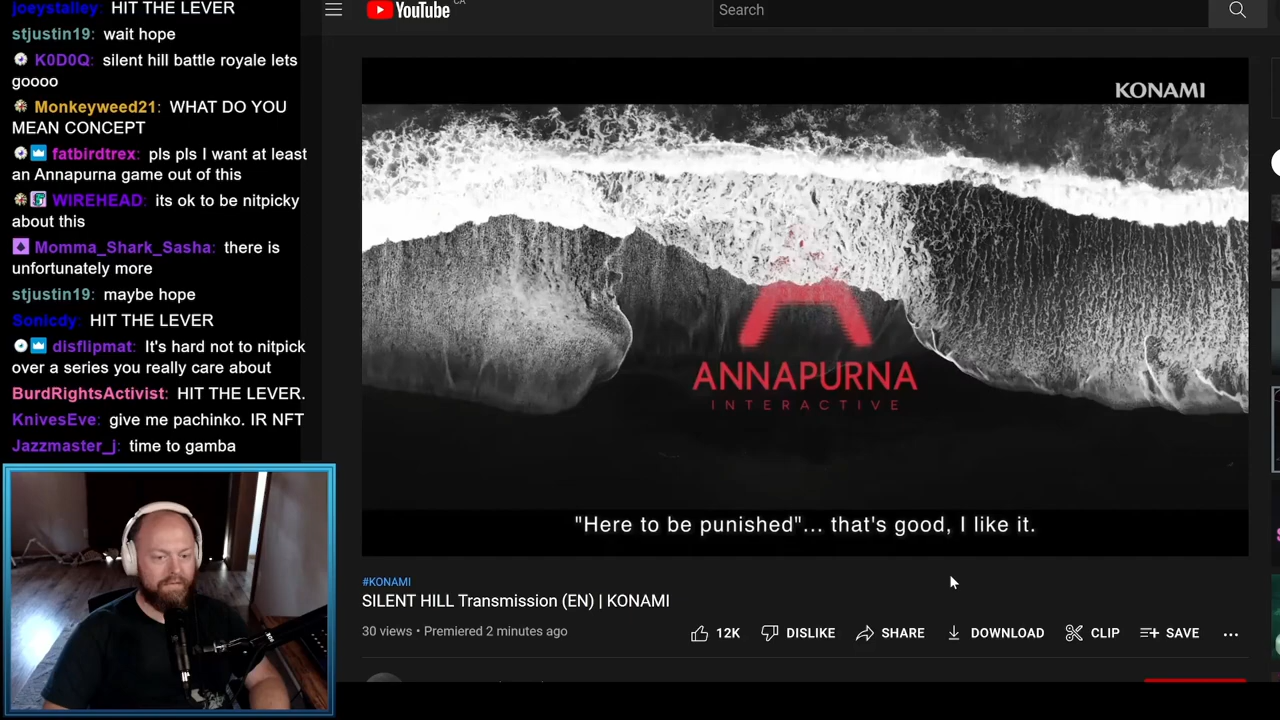 joeystalley: HIT THE LEVER
stjustin19: wait hope
K0D0Q: silent hill battle royale lets
goooo
Monkeyweed21: WHAT DO YOU
MEAN CONCEPT
fatbirdtrex: pls pls I want at least
an Annapurna game out of this
WIREHEAD: its ok to be nitpicky
about this
Momma_Shark_Sasha: there is
unfortunately more
stjustin19: maybe hope
Sonicdy: HIT THE LEVER
disflipmat: It's hard not to nitpick
over a series you really care about
BurdRightsActivist: HIT THE LEVER.
KnivesEve: give me pachinko. IR NFT
Jazzmaster_j: time to gamba
YouTube CA
Search
KONAMI
ANNAPURNA
INTERACTIVE
"Here to be punished"... that's good, I like it.
#KONAMI
SILENT HILL Transmission (EN) | KONAMI
30 views • Premiered 2 minutes ago
12K DISLIKE SHARE DOWNLOAD CLIP SAVE ...